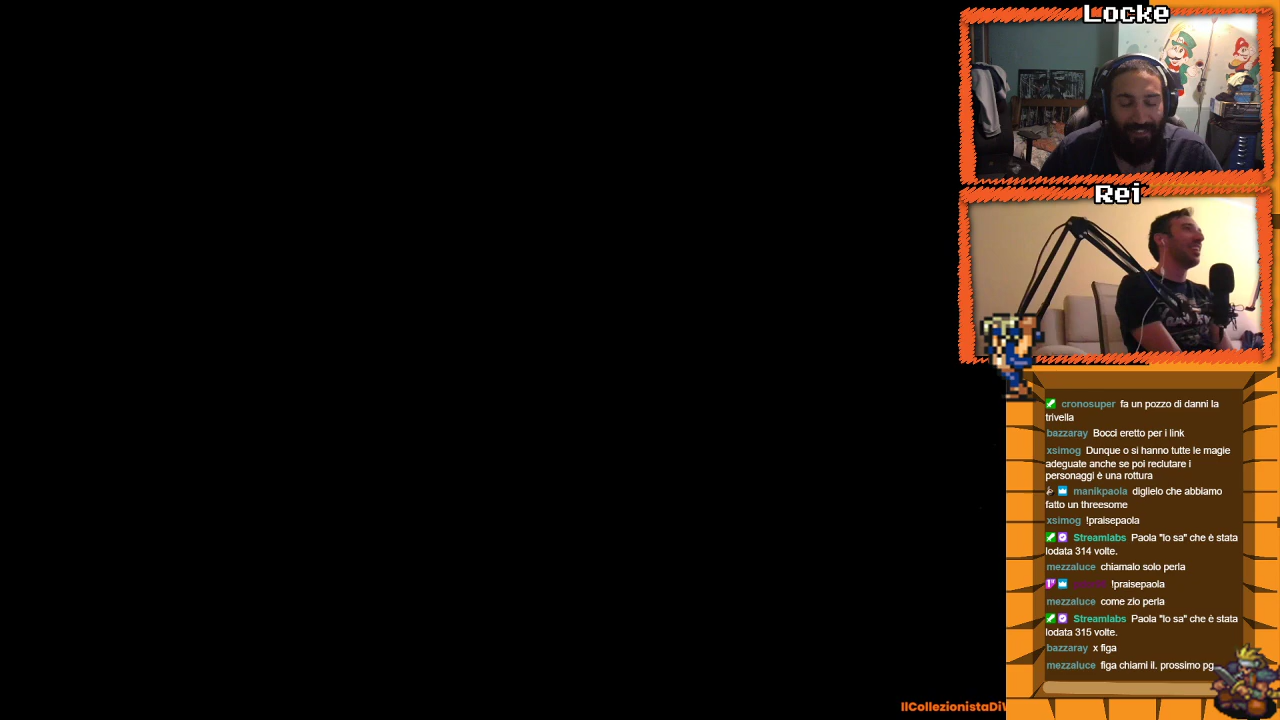 Locke
Rei
cronosuper fa un pozzo di danni la
trivella
bazzaray Bocci eretto per i link
xsimog Dunque o si hanno tutte le magie
adeguate anche se poi reclutare i
personaggi è una rottura
manikpaola diglielo che abbiamo
fatto un threesome
xsimog !praisepaola
Streamlabs Paola "lo sa" che è stata
lodata 314 volte.
mezzaluce chiamalo solo perla
!praisepaola
mezzaluce come zio perla
Streamlabs Paola "lo sa" che è stata
lodata 315 volte.
bazzaray x figa
mezzaluce figa chiami il. prossimo pg
IlCollezionistaDi